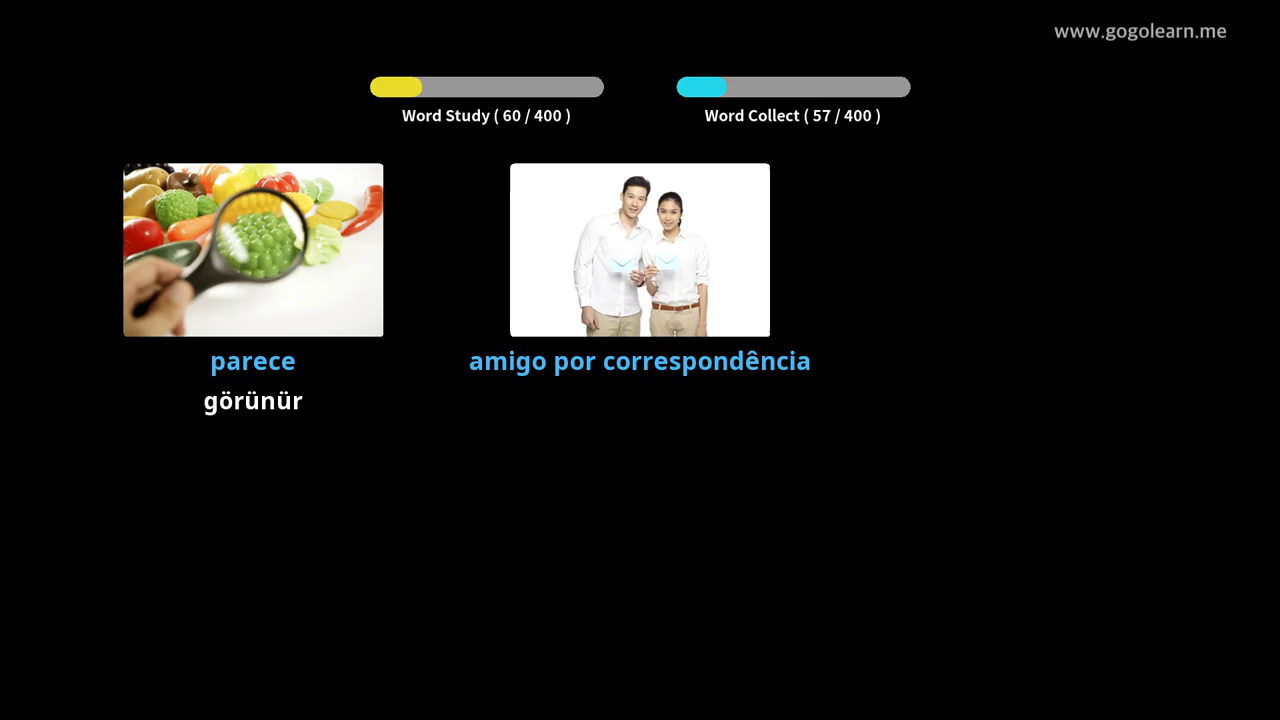 www.gogolearn.me
Word Study ( 60 / 400 )
Word Collect ( 57 / 400 )
parece
görünür
amigo por correspondência